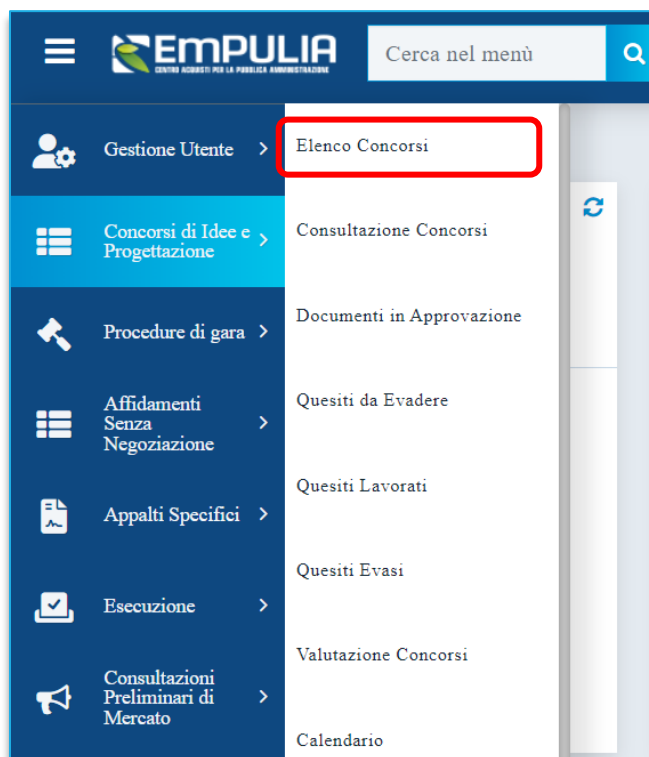 EmPULIA
CENTRO ACQUISTI PER LA PUBBLICA AMMINISTRAZIONE
Cerca nel menù
Gestione Utente
Concorsi di Idee e
Progettazione
Procedure di gara
Affidamenti
Senza
Negoziazione
Appalti Specifici
Esecuzione
Consultazioni
Preliminari di
Mercato
Elenco Concorsi
Consultazione Concorsi
Documenti in Approvazione
Quesiti da Evadere
Quesiti Lavorati
Quesiti Evasi
Valutazione Concorsi
Calendario